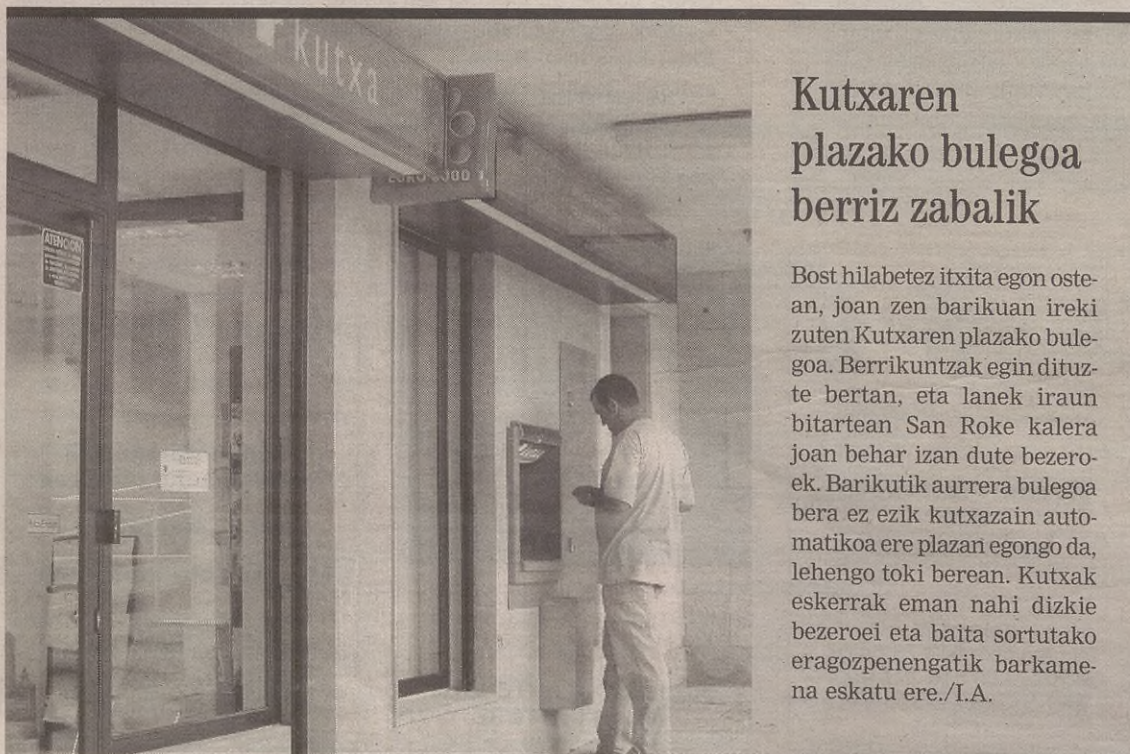 kutxa
EURO 6000
ATENCION
Kutxaren
plazako bulegoa
berriz zabalik
Bost hilabetez itxita egon oste-
an, joan zen barikuan ireki
zuten Kutxaren plazako bule-
goa. Berrikuntzak egin dituz-
te bertan, eta lanek iraun
bitartean San Roke kalera
joan behar izan dute bezero-
ek. Barikutik aurrera bulegoa
bera ez ezik kutxazain auto-
matikoa ere plazan egongo da,
lehengo toki berean. Kutxak
eskerrak eman nahi dizkie
bezeroei eta baita sortutako
eragozpenengatik barkame-
na eskatu ere./I.A.